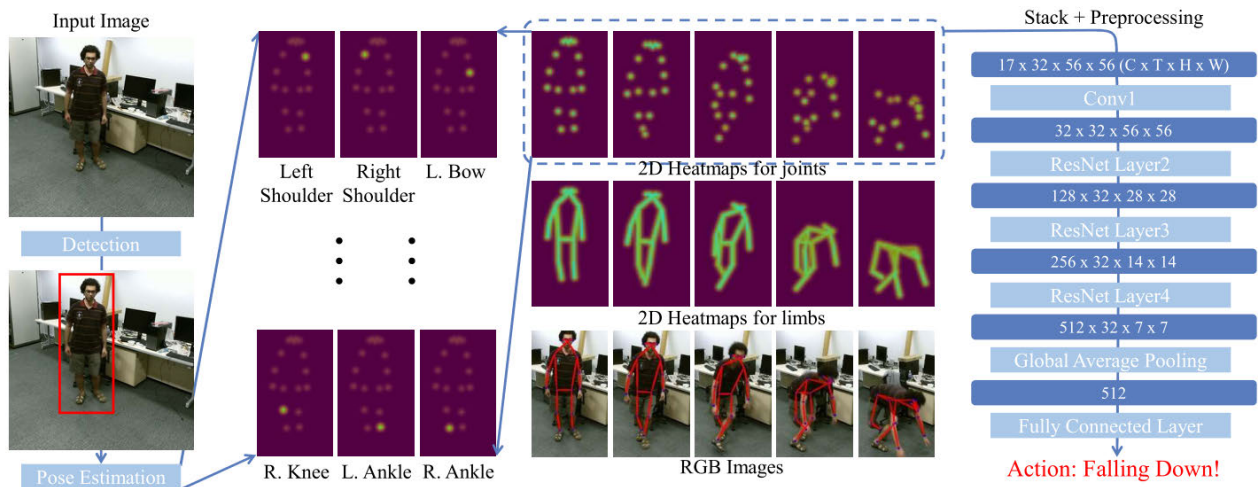 Input Image
Detection
Pose Estimation
Left
Shoulder
Right
Shoulder
L. Bow
R. Knee
L. Ankle
R. Ankle
2D Heatmaps for joints
2D Heatmaps for limbs
RGB Images
Stack + Preprocessing
17 x 32 x 56 x 56 (C x T x H x W)
Conv1
32 x 32 x 56 x 56
ResNet Layer2
128 x 32 x 28 x 28
ResNet Layer3
256 x 32 x 14 x 14
ResNet Layer4
512 x 32 x 7 x 7
Global Average Pooling
512
Fully Connected Layer
Action: Falling Down!